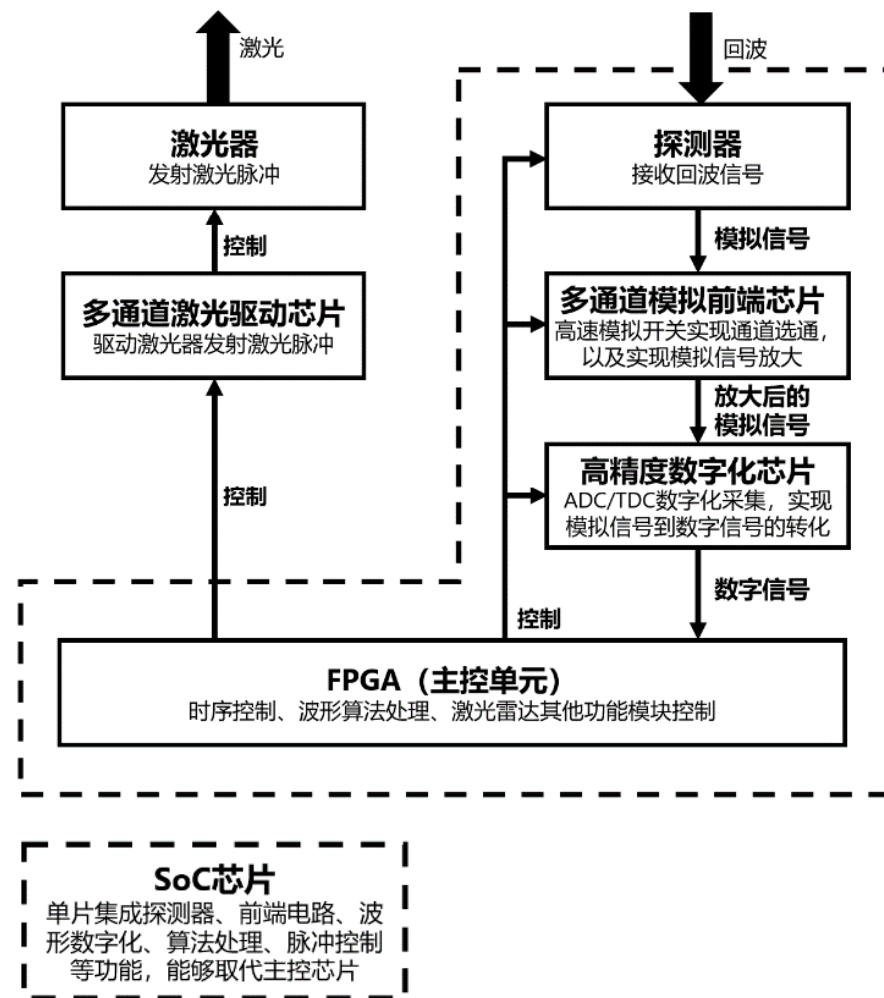 激光
回波
激光器
发射激光脉冲
探测器
接收回波信号
控制
模拟信号
多通道激光驱动芯片
驱动激光器发射激光脉冲
多通道模拟前端芯片
高速模拟开关实现通道选通，
以及实现模拟信号放大
放大后的
模拟信号
控制
高精度数字化芯片
ADC/TDC数字化采集，实现
模拟信号到数字信号的转化
数字信号
控制
FPGA（主控单元）
时序控制、波形算法处理、激光雷达其他功能模块控制
SoC芯片
单片集成探测器、前端电路、波
形数字化、算法处理、脉冲控制
等功能，能够取代主控芯片